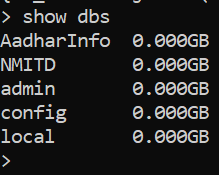 > show dbs
AadharInfo  0.000GB
NMITD       0.000GB
admin       0.000GB
config      0.000GB
local       0.000GB
>